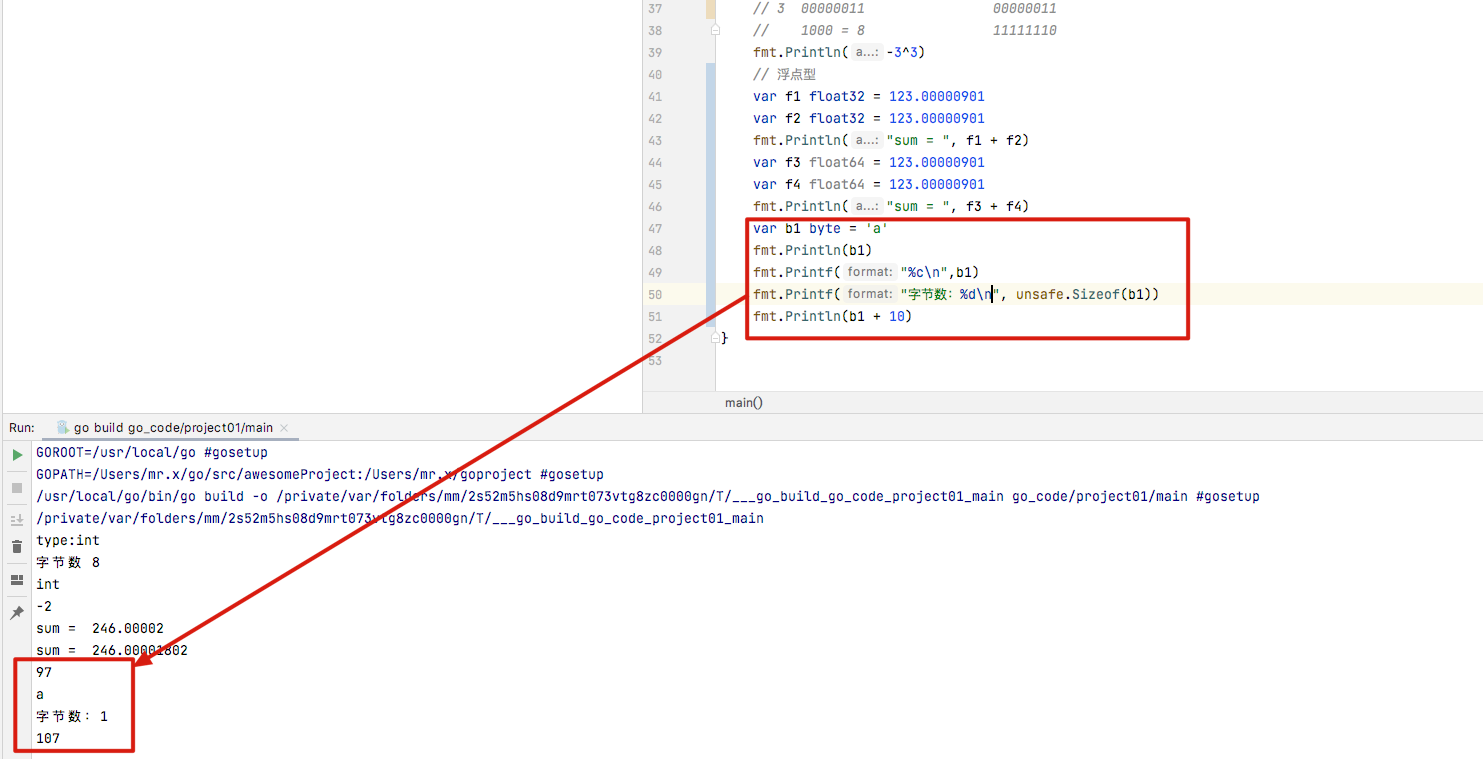 37 // 3 00000011 00000011
38 // 1000 = 8 11111110
39 fmt.Println( a...: -3^3)
40 // 浮点型
41 var f1 float32 = 123.00000901
42 var f2 float32 = 123.00000901
43 fmt.Println( a...: "sum = ", f1 + f2)
44 var f3 float64 = 123.00000901
45 var f4 float64 = 123.00000901
46 fmt.Println( a...: "sum = ", f3 + f4)
47 var b1 byte = 'a'
48 fmt.Println(b1)
49 fmt.Printf( format: "%c\n",b1)
50 fmt.Printf( format: "字节数：%d\n", unsafe.Sizeof(b1))
51 fmt.Println(b1 + 10)
52 }
53
main()
Run: go build go_code/project01/main
GOROOT=/usr/local/go #gosetup
GOPATH=/Users/mr.x/go/src/awesomeProject:/Users/mr.x/goproject #gosetup
/usr/local/go/bin/go build -o /private/var/folders/mm/2s52m5hs08d9mrt073vtg8zc0000gn/T/___go_build_go_code_project01_main go_code/project01/main #gosetup
/private/var/folders/mm/2s52m5hs08d9mrt073vtg8zc0000gn/T/___go_build_go_code_project01_main
type:int
字节数 8
int
-2
sum =  246.00002
sum =  246.00001802
97
a
字节数：1
107